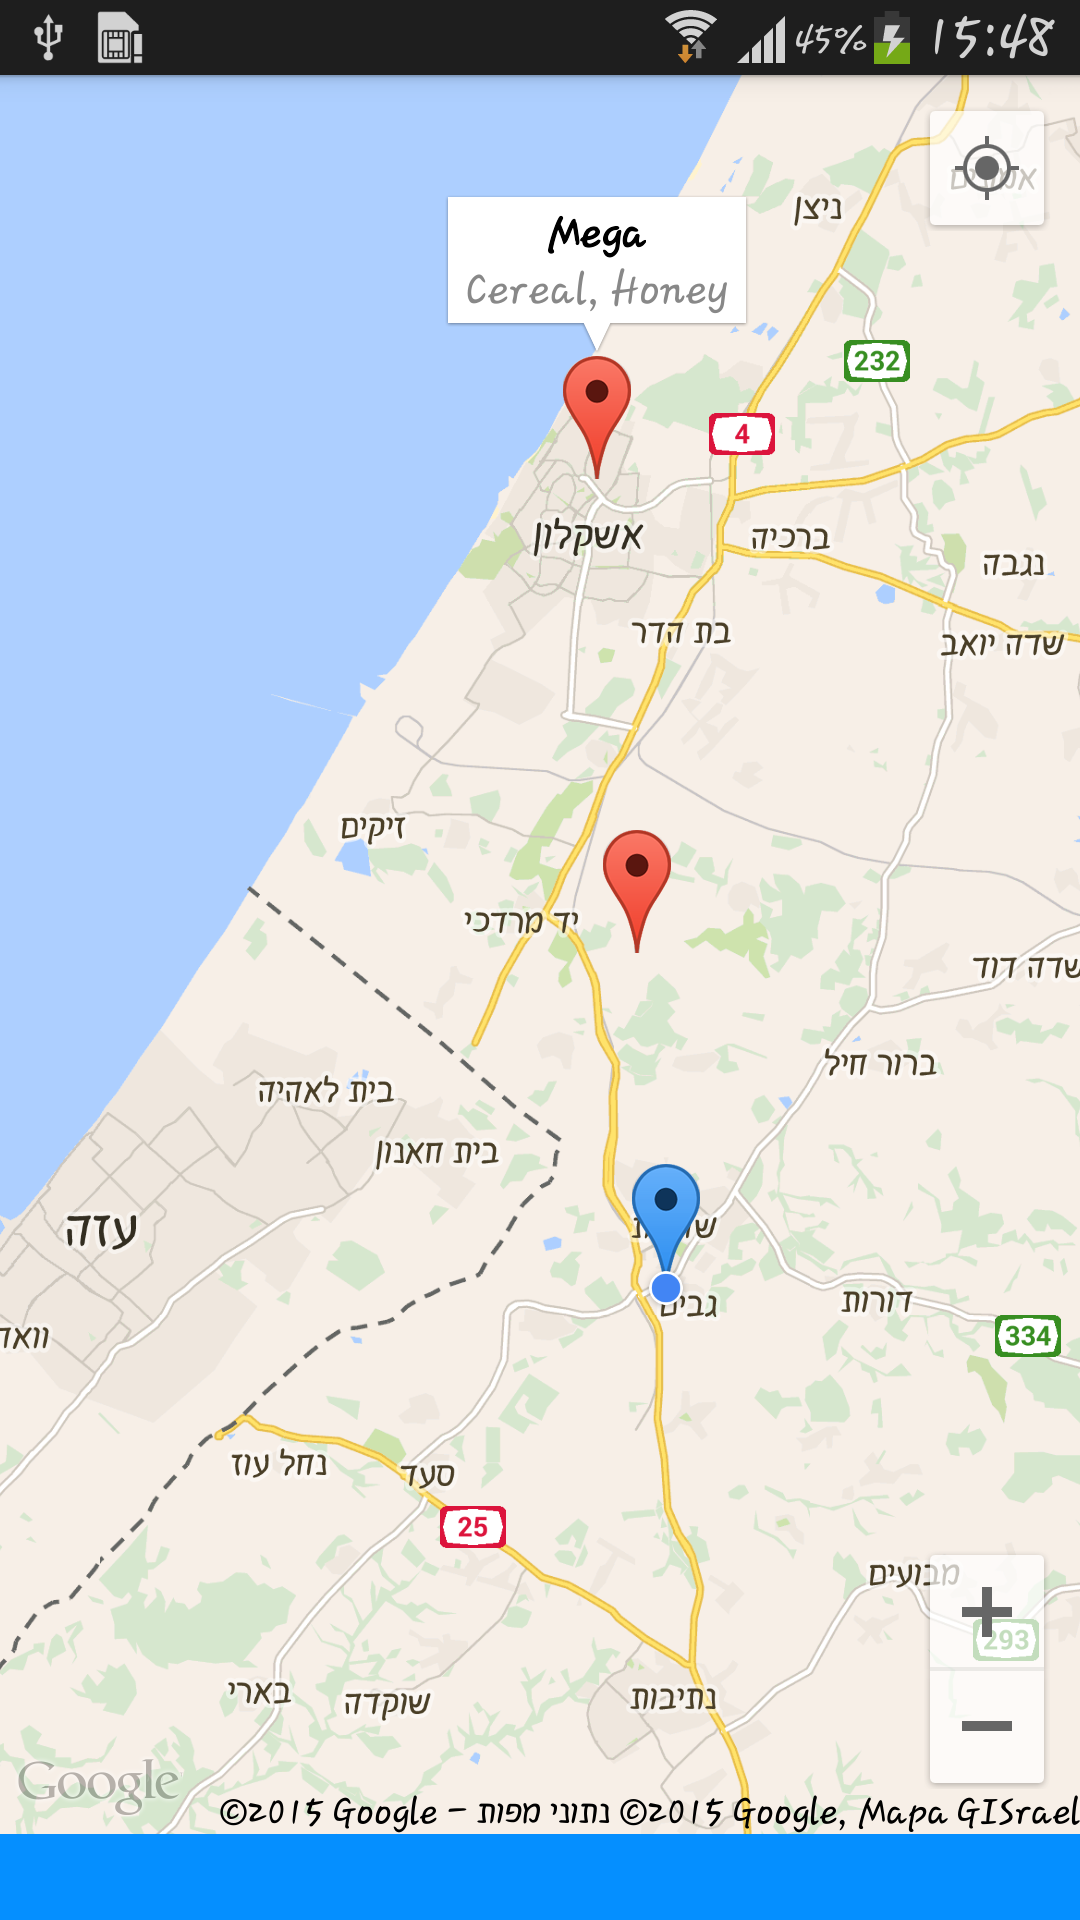 45% 15:48
אמונים
ניצן
Mega
Cereal, Honey
232
4
אשקלון
ברכיה
נגבה
בת הדר
שדה יואב
זיקים
יד מרדכי
שדה דוד
ברור חיל
בית לאהיה
בית חאנון
עזה
גבים
דורות
334
נחל עוז
סעד
25
מבועים
293
בארי
שוקדה
נתיבות
Google
©2015 Google – נתוני מפות ©2015 Google, Mapa GISrael